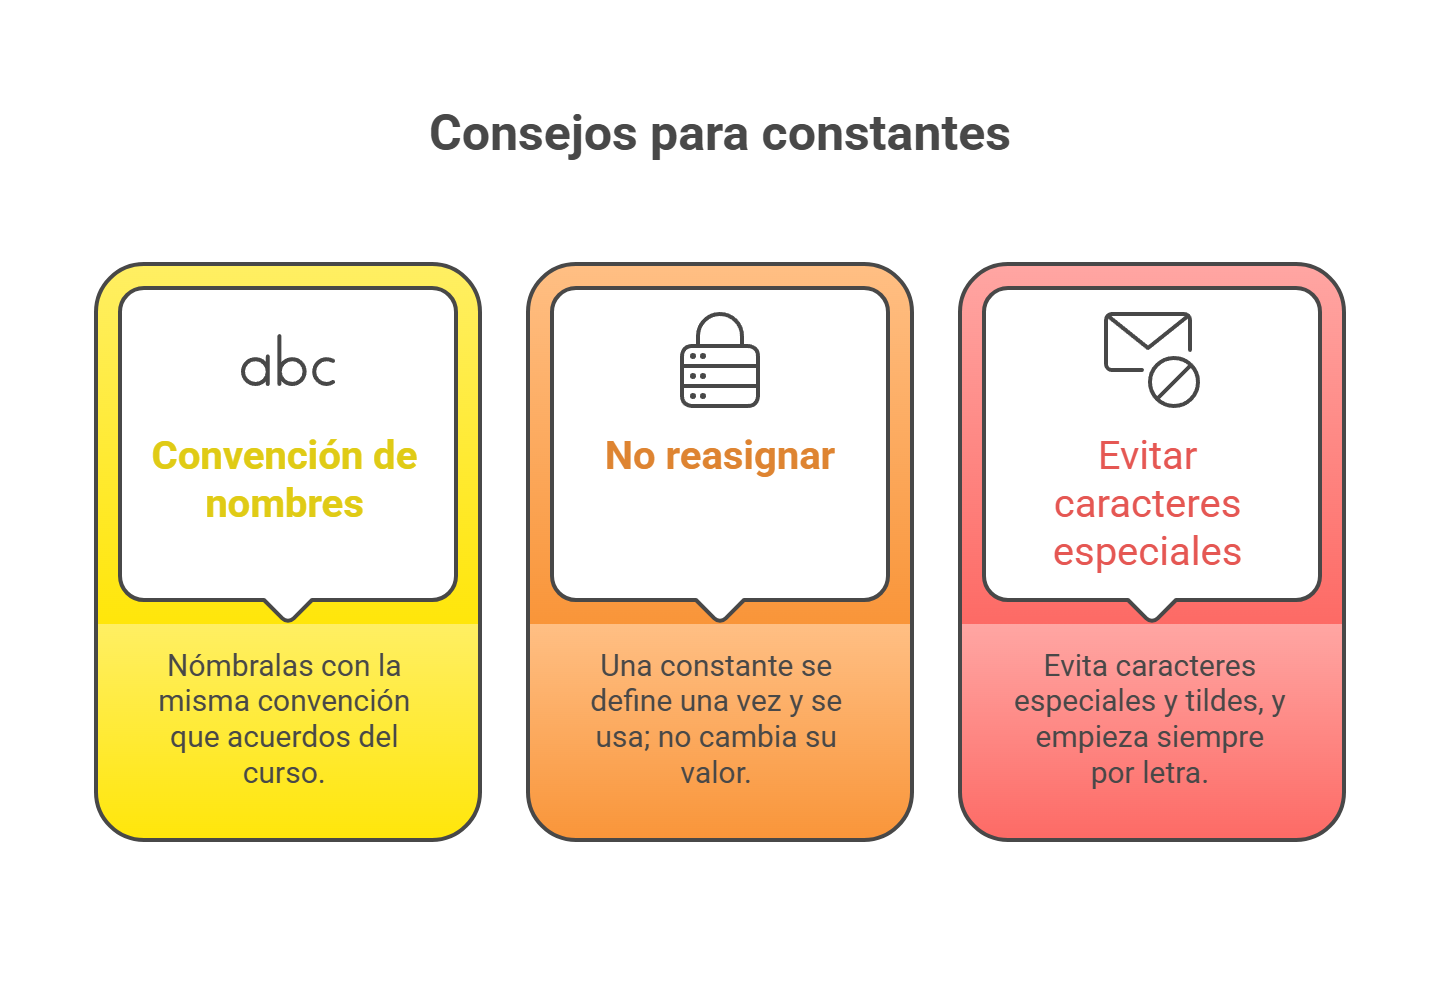 Consejos para constantes
abc
Convención de
nombres
Nómbralas con la
misma convención
que acuerdos del
curso.
No reasignar
Una constante se
define una vez y se
usa; no cambia su
valor.
Evitar
caracteres
especiales
Evita caracteres
especiales y tildes, y
empieza siempre
por letra.